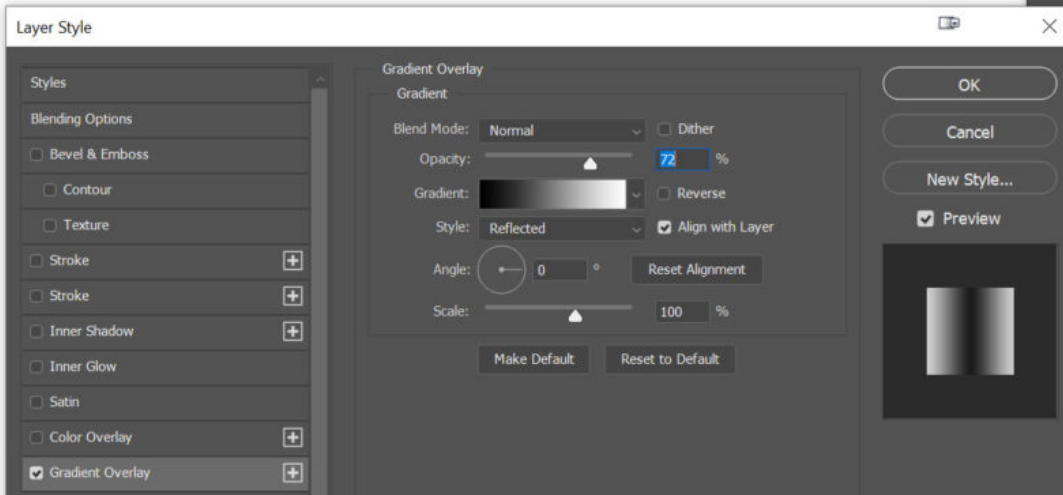 Layer Style
Styles
Blending Options
Bevel & Emboss
Contour
Texture
Stroke
Stroke
Inner Shadow
Inner Glow
Satin
Color Overlay
Gradient Overlay
Gradient Overlay
Gradient
Blend Mode: Normal Dither
Opacity: 72 %
Gradient: Reverse
Style: Reflected Align with Layer
Angle: 0 ° Reset Alignment
Scale: 100 %
Make Default Reset to Default
OK
Cancel
New Style...
Preview